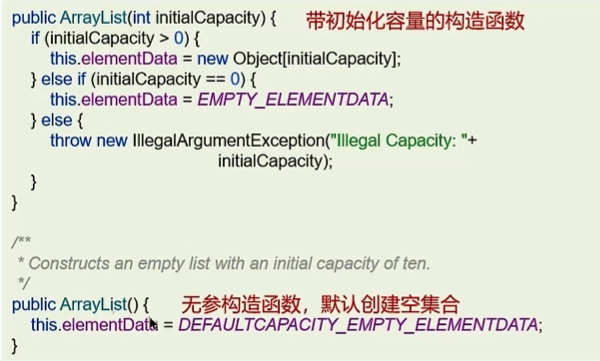 public ArrayList(int initialCapacity) { 带初始化容量的构造函数
if (initialCapacity > 0) {
this.elementData = new Object[initialCapacity];
} else if (initialCapacity == 0) {
this.elementData = EMPTY_ELEMENTDATA;
} else {
throw new IllegalArgumentException("Illegal Capacity: "+
initialCapacity);
}
}
/**
* Constructs an empty list with an initial capacity of ten.
*/
public ArrayList() { 无参构造函数，默认创建空集合
this.elementData = DEFAULTCAPACITY_EMPTY_ELEMENTDATA;
}